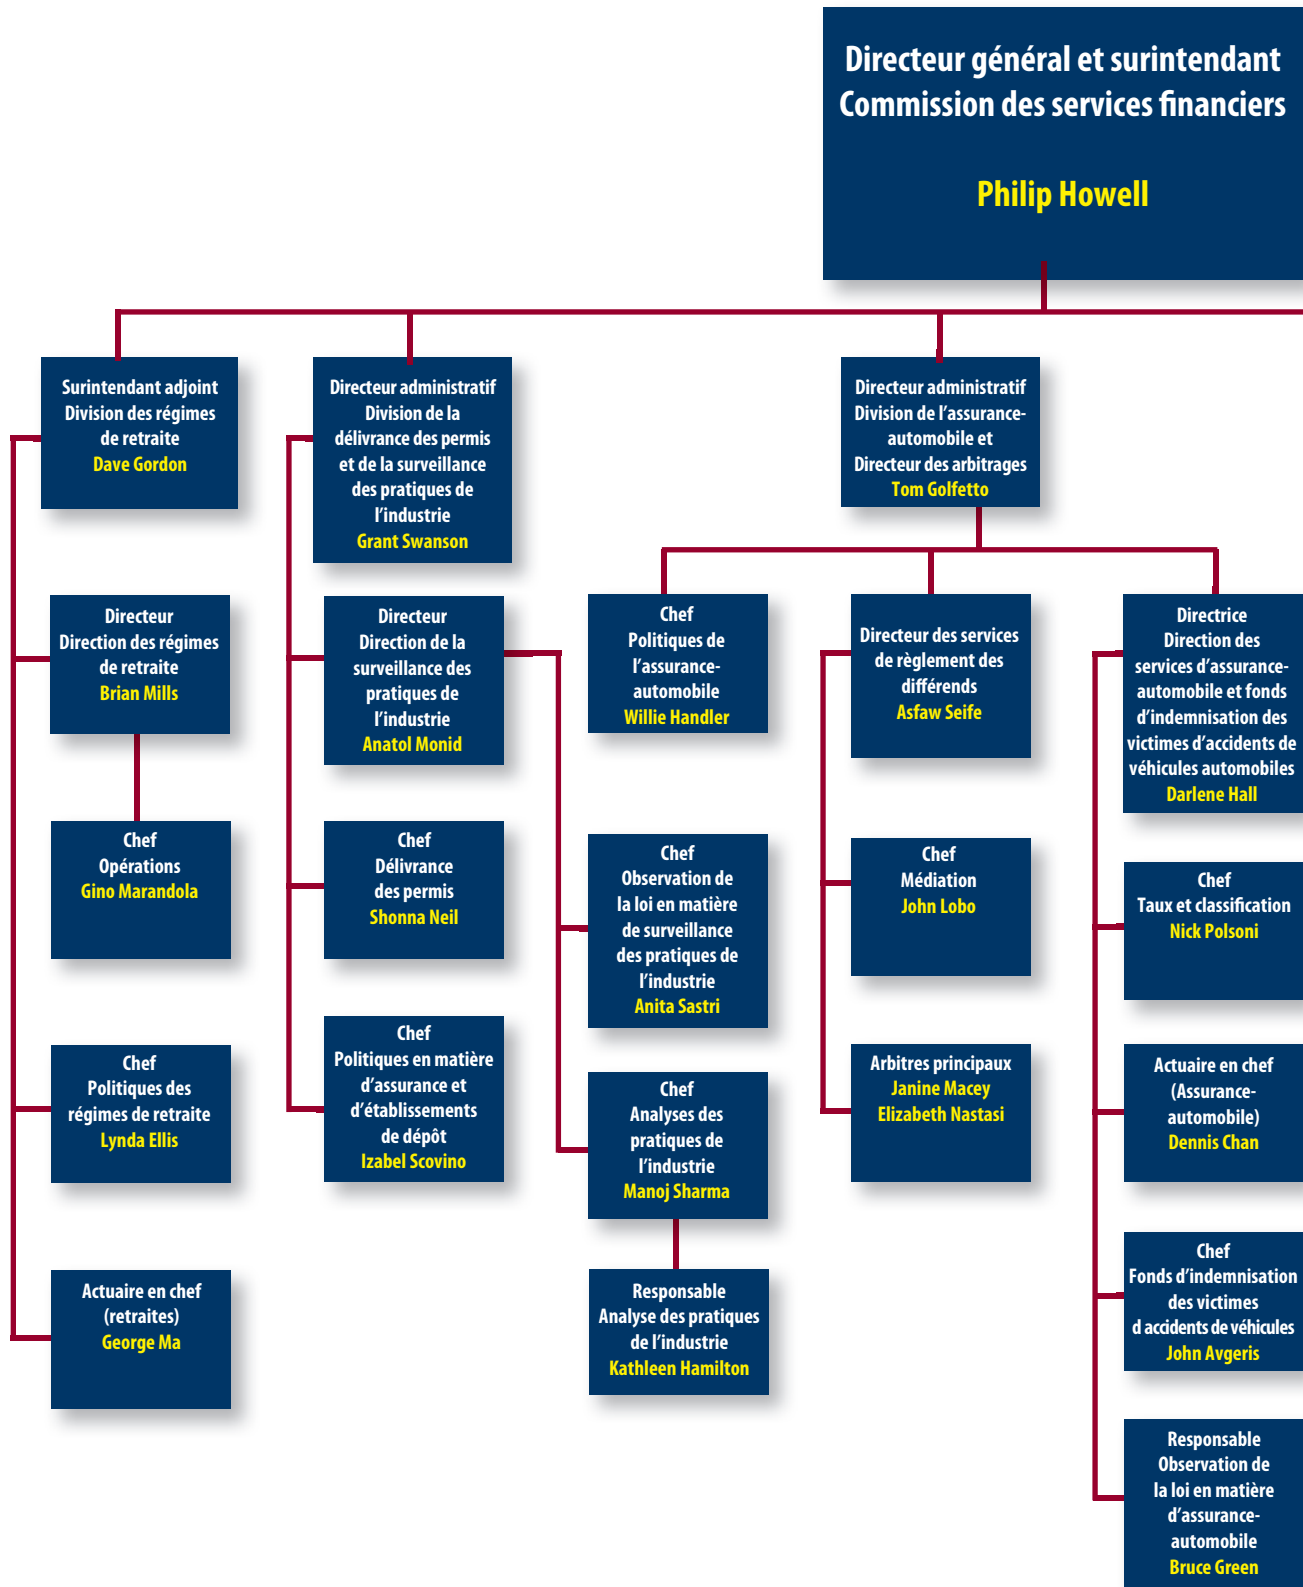 Directeur général et surintendant
Commission des services financiers
Philip Howell
Surintendant adjoint
Division des régimes
de retraite
Dave Gordon
Directeur administratif
Division de la
délivrance des permis
et de la surveillance
des pratiques de
l'industrie
Grant Swanson
Directeur administratif
Division de l'assurance-
automobile et
Directeur des arbitrages
Tom Golfetto
Directeur
Direction des régimes
de retraite
Brian Mills
Directeur
Direction de la
surveillance des
pratiques de
l'industrie
Anatol Monid
Chef
Politiques de
l'assurance-
automobile
Willie Handler
Directeur des services
de règlement des
différends
Asfaw Seife
Directrice
Direction des
services d'assurance-
automobile et fonds
d'indemnisation des
victimes d'accidents de
véhicules automobiles
Darlene Hall
Chef
Opérations
Gino Marandola
Chef
Délivrance
des permis
Shonna Neil
Chef
Observation de
la loi en matière
de surveillance
des pratiques de
l'industrie
Anita Sastri
Chef
Médiation
John Lobo
Chef
Taux et classification
Nick Polsoni
Chef
Politiques des
régimes de retraite
Lynda Ellis
Chef
Politiques en matière
d'assurance et
d'établissements
de dépôt
Izabel Scovino
Chef
Analyses des
pratiques de
l'industrie
Manoj Sharma
Arbitres principaux
Janine Macey
Elizabeth Nastasi
Actuaire en chef
(Assurance-
automobile)
Dennis Chan
Actuaire en chef
(retraites)
George Ma
Responsable
Analyse des pratiques
de l'industrie
Kathleen Hamilton
Chef
Fonds d'indemnisation
des victimes
d accidents de véhicules
John Avgeris
Responsable
Observation de
la loi en matière
d'assurance-
automobile
Bruce Green